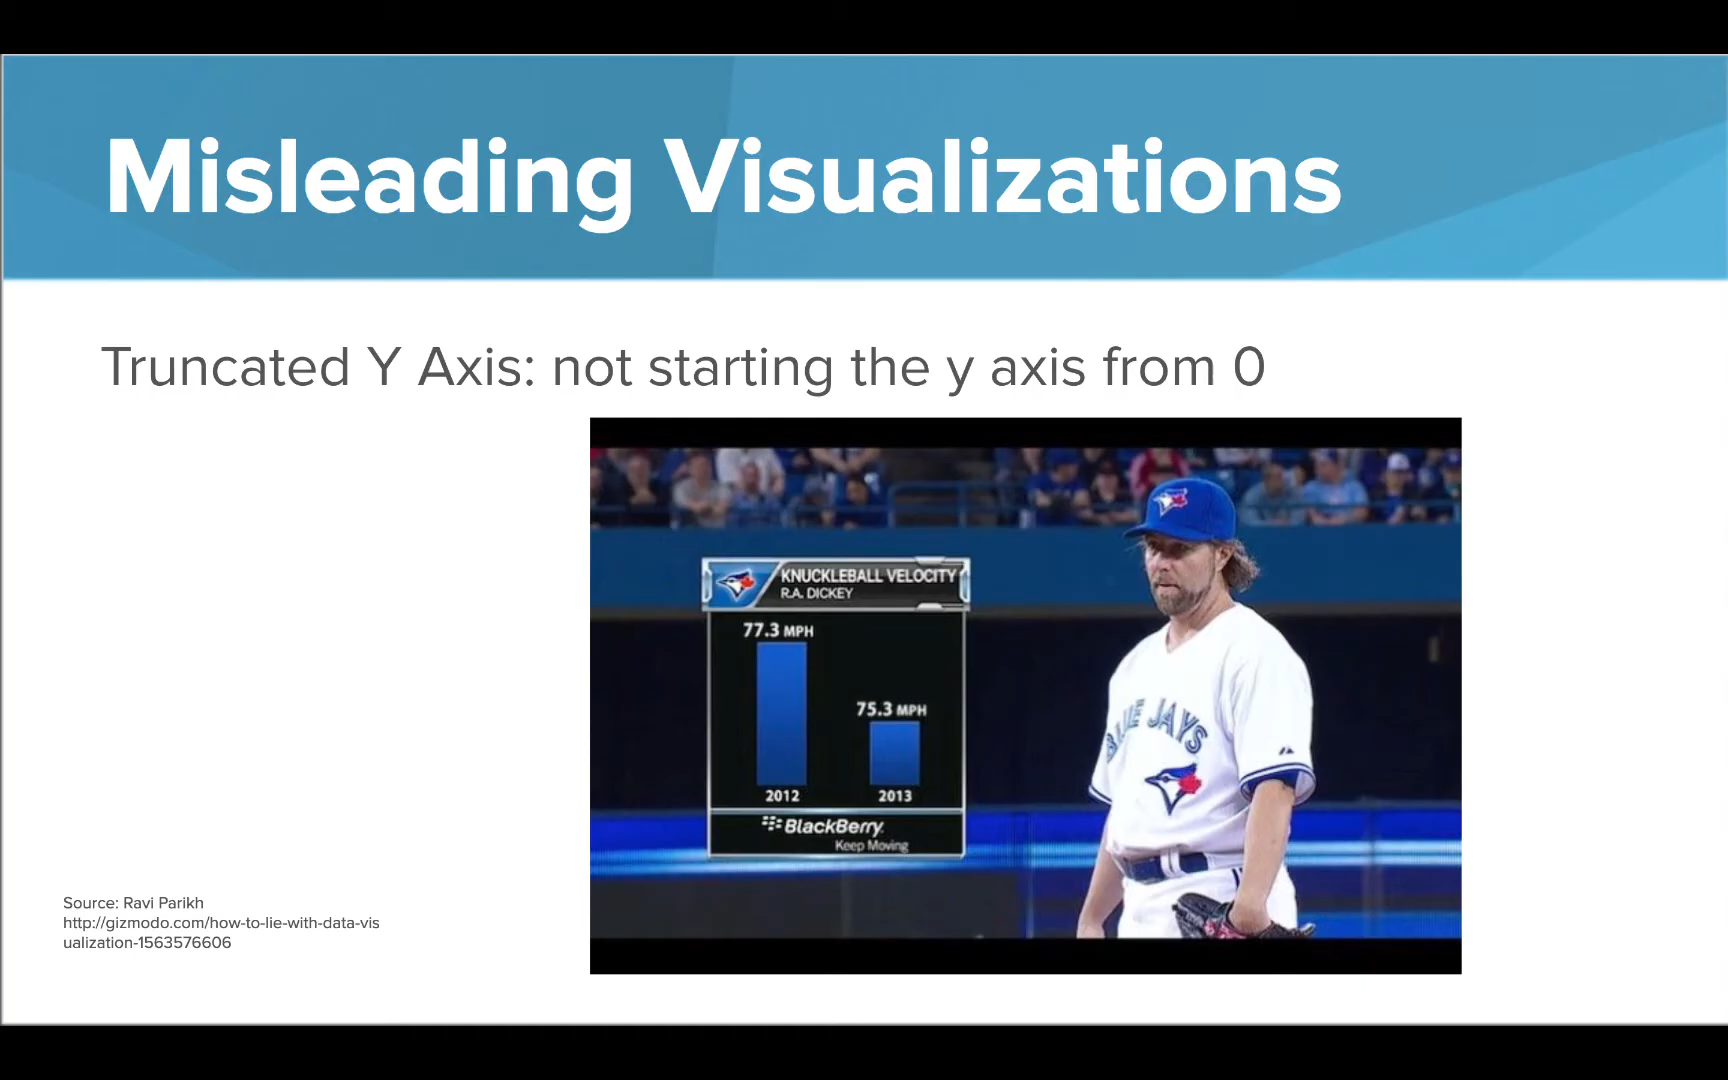 Misleading Visualizations
Truncated Y Axis: not starting the y axis from 0
KNUCKLEBALL VELOCITY
R.A. DICKEY
77.3 MPH
75.3 MPH
2012
2013
BlackBerry.
Keep Moving
BLUE JAYS
Source: Ravi Parikh
http://gizmodo.com/how-to-lie-with-data-vis
ualization-1563576606